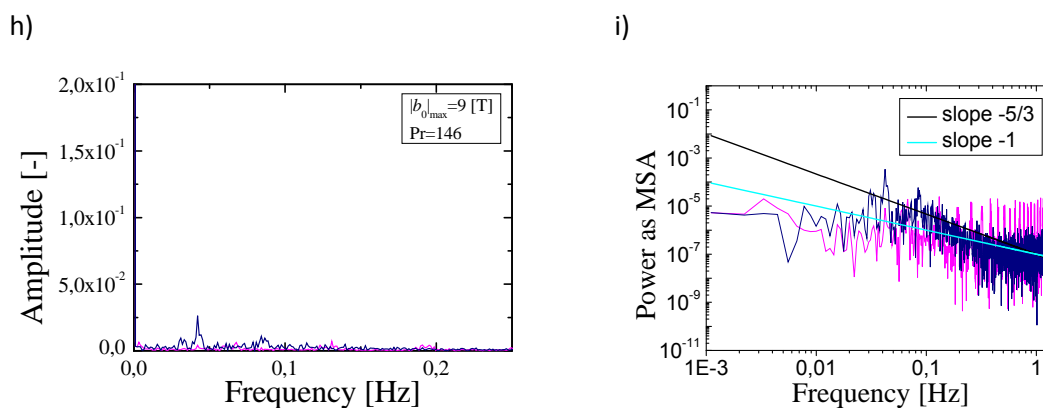 h)
i)
2,0x10⁻¹
1,5x10⁻¹
1,0x10⁻¹
5,0x10⁻²
0,0
Amplitude [-]
|b₀|max=9 [T]
Pr=146
0,0
0,1
0,2
Frequency [Hz]
10⁻¹
10⁻³
10⁻⁵
10⁻⁷
10⁻⁹
10⁻¹¹
Power as MSA
slope -5/3
slope -1
1E-3
0,01
0,1
1
Frequency [Hz]